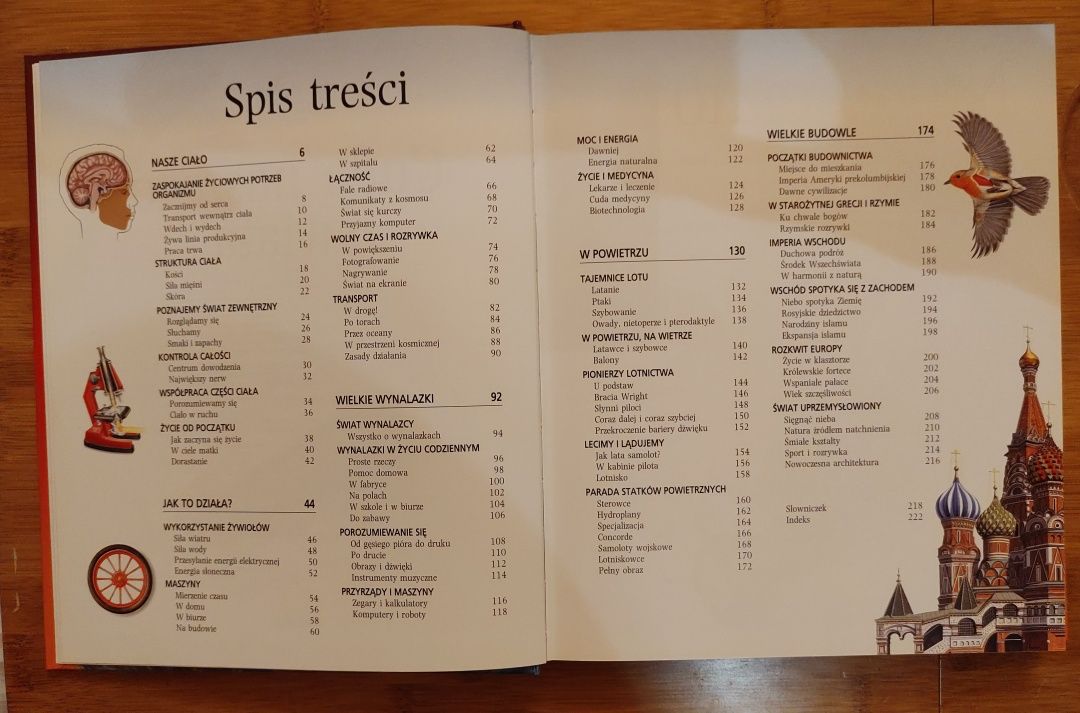 Spis treści
NASZE CIAŁO 6
ZASPOKAJANIE ŻYCIOWYCH POTRZEB
ORGANIZMU
Zacznijmy od serca 8
Transport wewnątrz ciała 10
Wdech i wydech 12
Żywa linia produkcyjna 14
Praca trwa 16
STRUKTURA CIAŁA
Kości 18
Siła mięśni 20
Skóra 22
POZNAJEMY ŚWIAT ZEWNĘTRZNY
Rozglądamy się 24
Słuchamy 26
Smaki i zapachy 28
KONTROLA CAŁOŚCI
Centrum dowodzenia 30
Największy nerw 32
WSPÓŁPRACA CZĘŚCI CIAŁA
Porozumiewamy się 34
Ciało w ruchu 36
ŻYCIE OD POCZĄTKU
Jak zaczyna się życie 38
W ciele matki 40
Dorastanie 42
JAK TO DZIAŁA? 44
WYKORZYSTANIE ŻYWIOŁÓW
Siła wiatru 46
Siła wody 48
Przesyłanie energii elektrycznej 50
Energia słoneczna 52
MASZYNY
Mierzenie czasu 54
W domu 56
W biurze 58
Na budowie 60
W sklepie 62
W szpitalu 64
ŁĄCZNOŚĆ
Fale radiowe 66
Komunikaty z kosmosu 68
Świat się kurczy 70
Przyjazny komputer 72
WOLNY CZAS I ROZRYWKA
W powiększeniu 74
Fotografowanie 76
Nagrywanie 78
Świat na ekranie 80
TRANSPORT
W drogę! 82
Po torach 84
Przez oceany 86
W przestrzeni kosmicznej 88
Zasady działania 90
WIELKIE WYNALAZKI 92
ŚWIAT WYNALAZCY
Wszystko o wynalazkach 94
WYNALAZKI W ŻYCIU CODZIENNYM
Proste rzeczy 96
Pomoc domowa 98
W fabryce 100
Na polach 102
W szkole i w biurze 104
Do zabawy 106
POROZUMIEWANIE SIĘ
Od gęsiego pióra do druku 108
Po drucie 110
Obrazy i dźwięki 112
Instrumenty muzyczne 114
PRZYRZĄDY I MASZYNY
Zegary i kalkulatory 116
Komputery i roboty 118
MOC I ENERGIA
Dawniej 120
Energia naturalna 122
ŻYCIE I MEDYCYNA
Lekarze i leczenie 124
Cuda medycyny 126
Biotechnologia 128
W POWIETRZU 130
TAJEMNICE LOTU
Latanie 132
Ptaki 134
Szybowanie 136
Owady, nietoperze i pterodaktyle 138
W POWIETRZU, NA WIETRZE
Latawce i szybowce 140
Balony 142
PIONIERZY LOTNICTWA
U podstaw 144
Bracia Wright 146
Słynni piloci 148
Coraz dalej i coraz szybciej 150
Przekroczenie bariery dźwięku 152
LECIMY I LĄDUJEMY
Jak lata samolot? 154
W kabinie pilota 156
Lotnisko 158
PARADA STATKÓW POWIETRZNYCH
Sterowce 160
Hydroplany 162
Specjalizacja 164
Concorde 166
Samoloty wojskowe 168
Lotniskowce 170
Pełny obraz 172
WIELKIE BUDOWLE 174
POCZĄTKI BUDOWNICTWA
Miejsce do mieszkania 176
Imperia Ameryki prekolumbijskiej 178
Dawne cywilizacje 180
W STAROŻYTNEJ GRECJI I RZYMIE
Ku chwale bogów 182
Rzymskie rozrywki 184
IMPERIA WSCHODU
Duchowa podróż 186
Środek Wszechświata 188
W harmonii z naturą 190
WSCHÓD SPOTYKA SIĘ Z ZACHODEM
Niebo spotyka Ziemię 192
Rosyjskie dziedzictwo 194
Narodziny islamu 196
Ekspansja islamu 198
ROZKWIT EUROPY
Życie w klasztorze 200
Królewskie fortece 202
Wspaniałe pałace 204
Wiek szczęśliwości 206
ŚWIAT UPRZEMYSŁOWIONY
Sięgnąć nieba 208
Natura źródłem natchnienia 210
Śmiałe kształty 212
Sport i rozrywka 214
Nowoczesna architektura 216
Słowniczek 218
Indeks 222